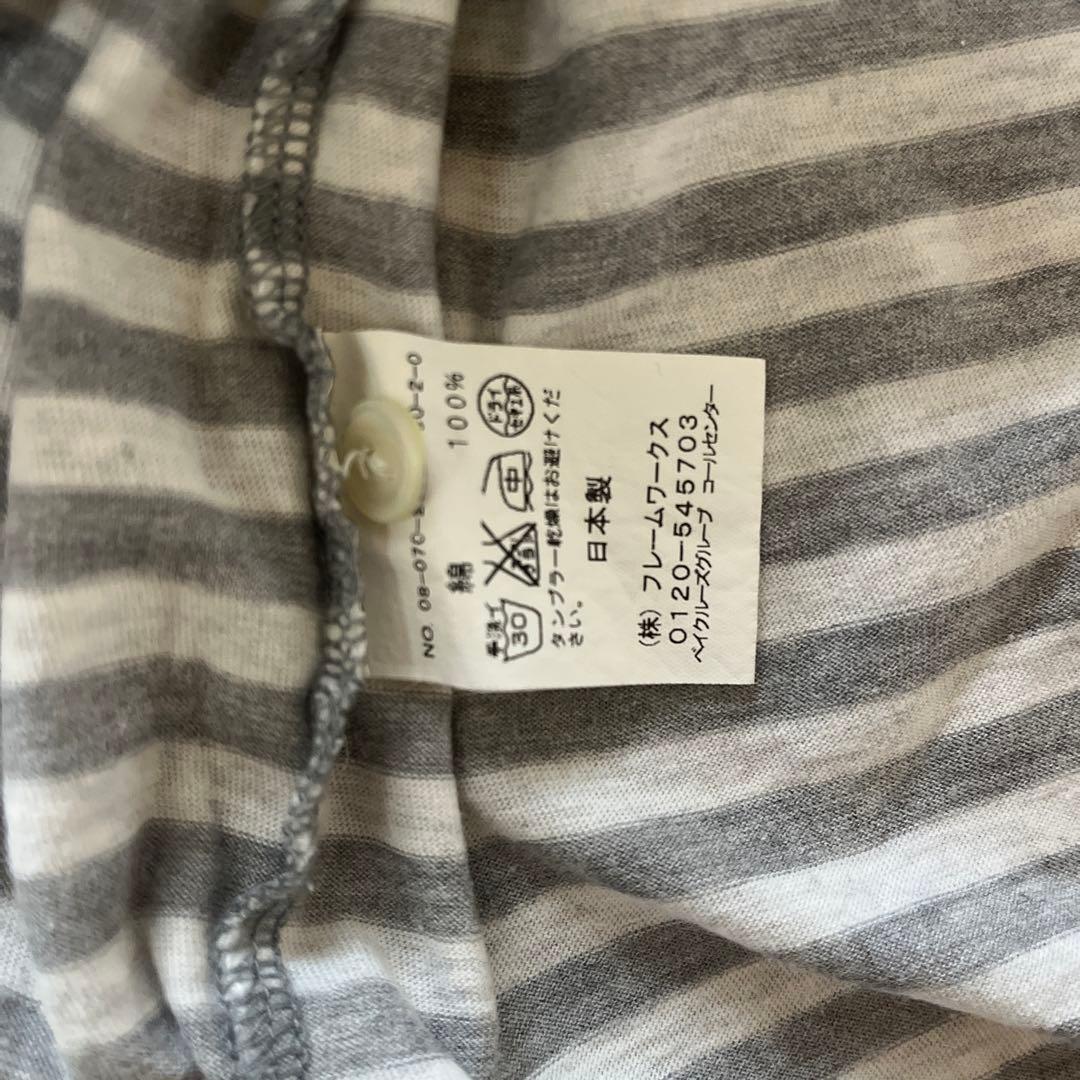 NO. 08-070-
0-2-0
綿 100%
手洗イ 30 中 ドライ セキユ系
タンブラー乾燥はお避けくだ
さい。
日本製
(株) フレームワークス
0120-545703
ベイクルーズグループ コールセンター